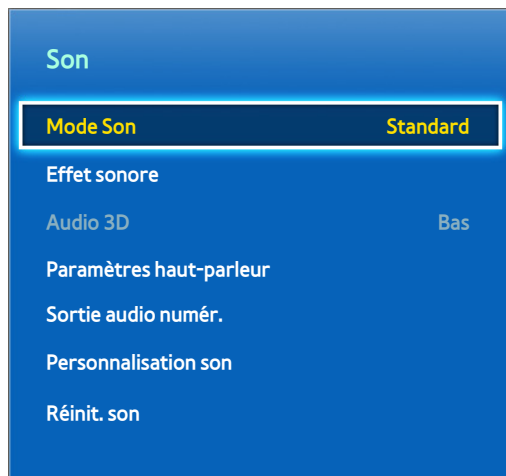 Son
Mode Son Standard
Effet sonore
Audio 3D Bas
Paramètres haut-parleur
Sortie audio numér.
Personnalisation son
Réinit. son